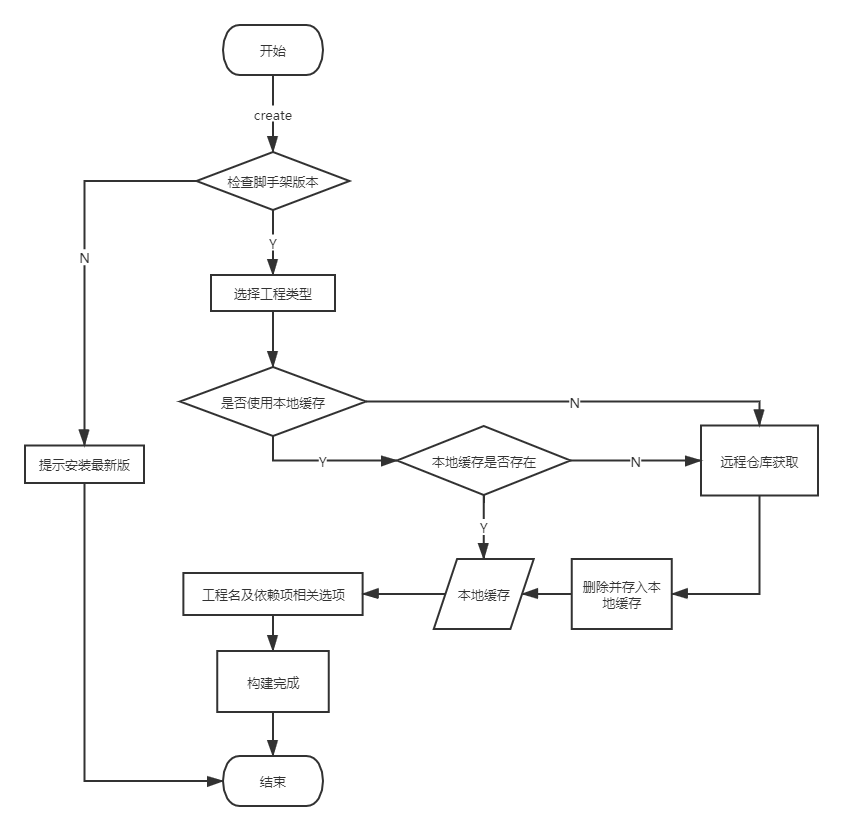 开始
create
检查脚手架版本
N
Y
选择工程类型
是否使用本地缓存
N
Y
本地缓存是否存在
N
远程仓库获取
提示安装最新版
Y
工程名及依赖项相关选项
本地缓存
删除并存入本
地缓存
构建完成
结束